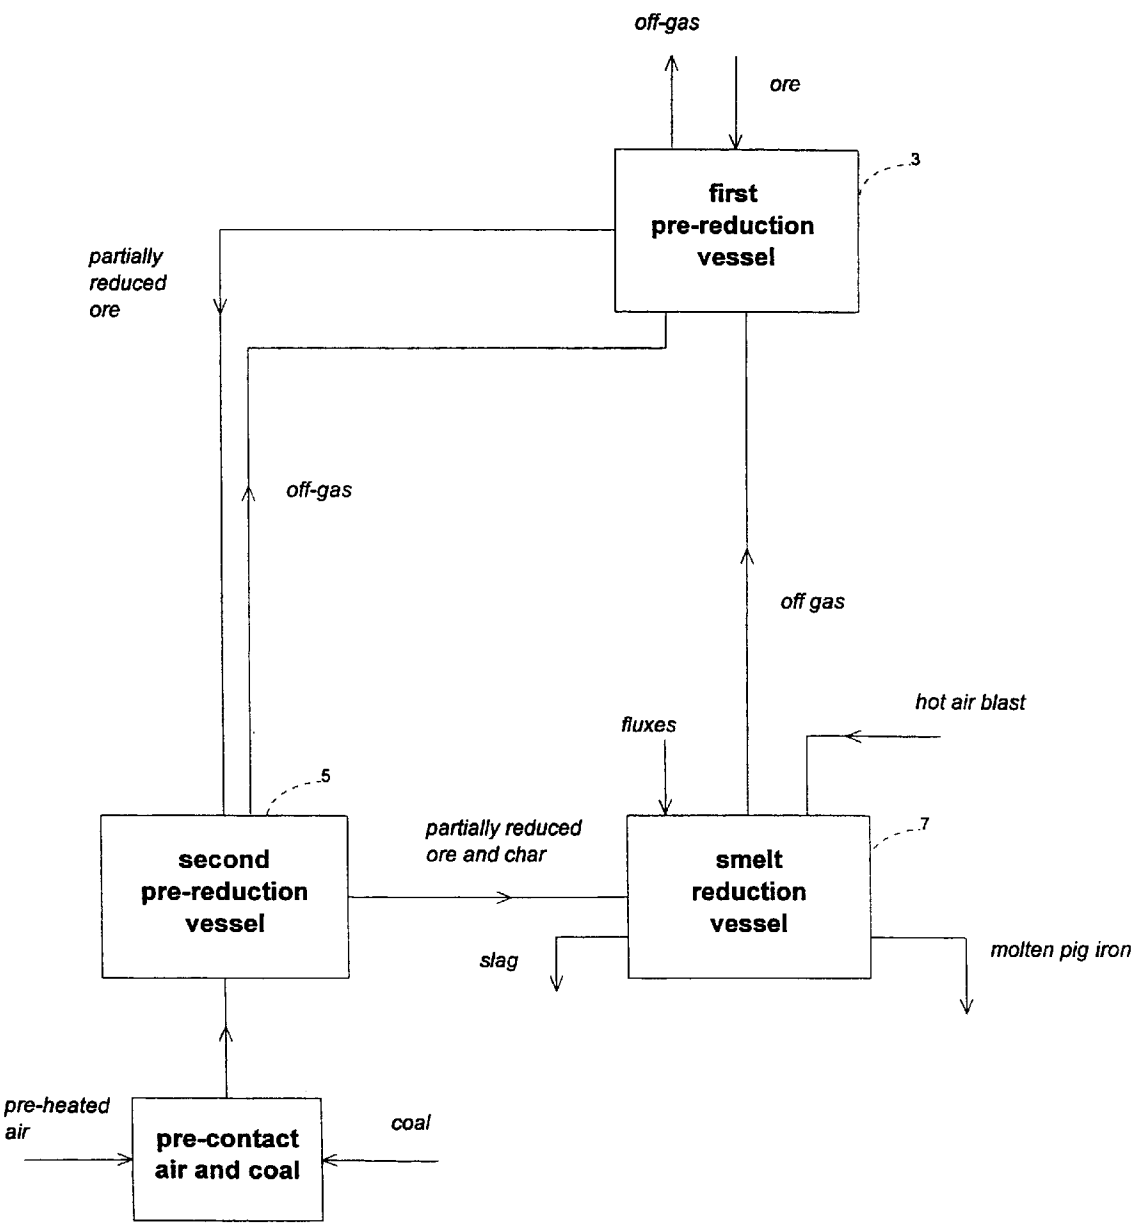 off-gas
ore
3
first
pre-reduction
vessel
partially
reduced
ore
off-gas
off gas
hot air blast
fluxes
5
7
partially reduced
ore and char
second
pre-reduction
vessel
smelt
reduction
vessel
slag
molten pig iron
pre-heated
air
coal
pre-contact
air and coal